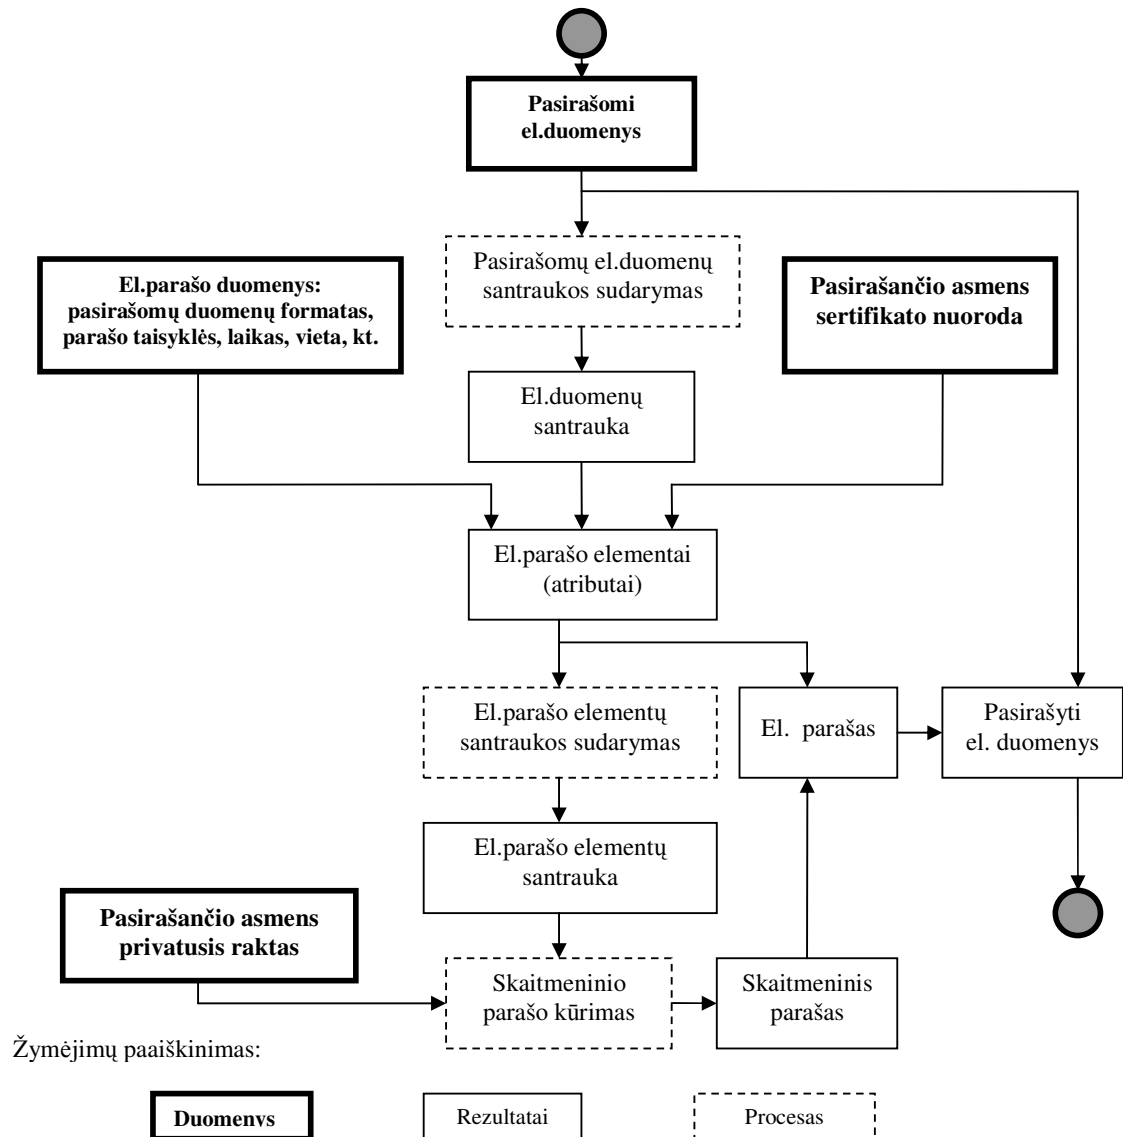 Pasirašomi
el.duomenys
Pasirašomų el.duomenų
santraukos sudarymas
El.parašo duomenys:
pasirašomų duomenų formatas,
parašo taisyklės, laikas, vieta, kt.
Pasirašančio asmens
sertifikato nuoroda
El.duomenų
santrauka
El.parašo elementai
(atributai)
El.parašo elementų
santraukos sudarymas
El. parašas
Pasirašyti
el. duomenys
El.parašo elementų
santrauka
Pasirašančio asmens
privatusis raktas
Skaitmeninio
parašo kūrimas
Skaitmeninis
parašas
Žymėjimų paaiškinimas:
Duomenys
Rezultatai
Procesas